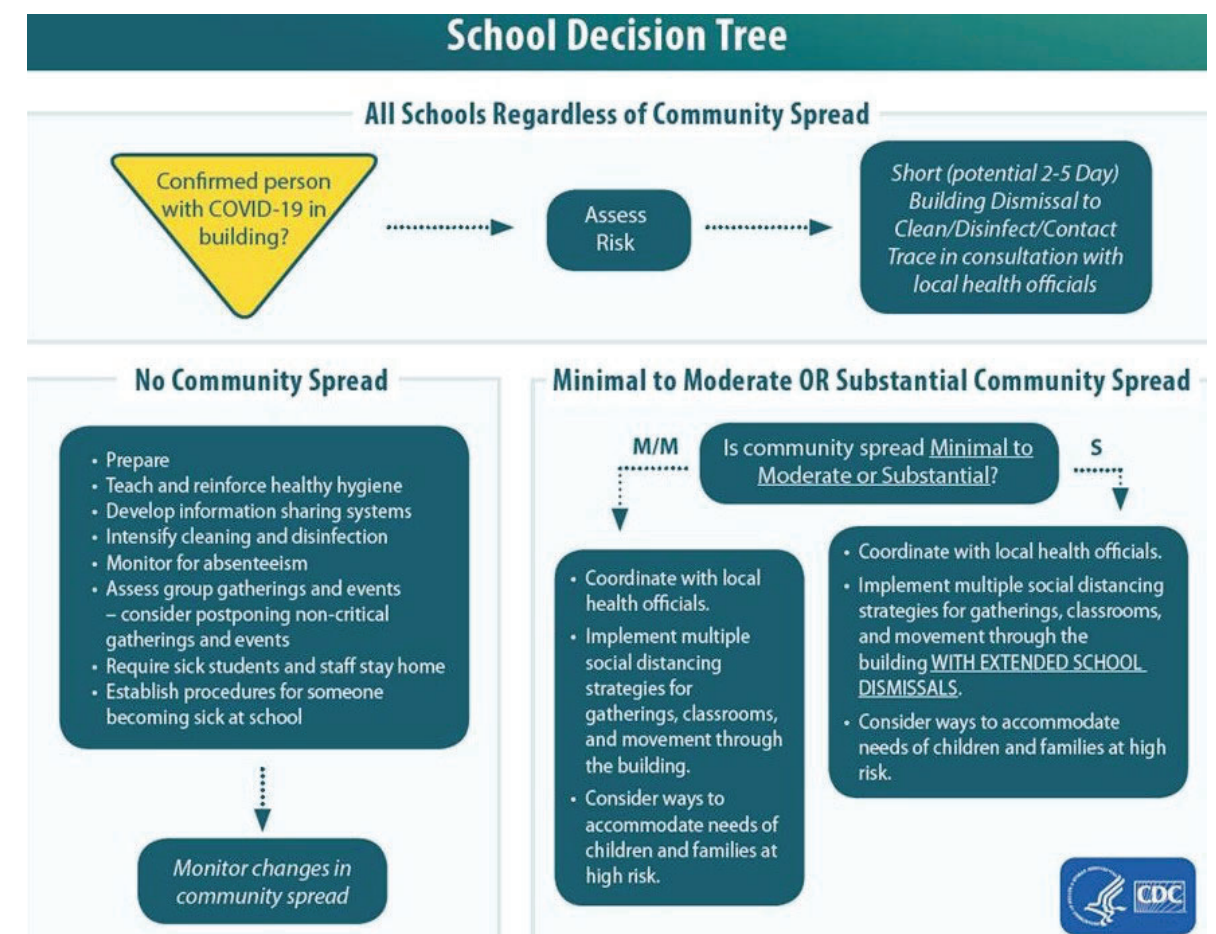 School Decision Tree
All Schools Regardless of Community Spread
Confirmed person
with COVID-19 in
building?
Assess
Risk
Short (potential 2-5 Day)
Building Dismissal to
Clean/Disinfect/Contact
Trace in consultation with
local health officials
No Community Spread
• Prepare
• Teach and reinforce healthy hygiene
• Develop information sharing systems
• Intensify cleaning and disinfection
• Monitor for absenteeism
• Assess group gatherings and events
– consider postponing non-critical
gatherings and events
• Require sick students and staff stay home
• Establish procedures for someone
becoming sick at school
Monitor changes in
community spread
Minimal to Moderate OR Substantial Community Spread
M/M
Is community spread Minimal to
Moderate or Substantial?
S
• Coordinate with local
health officials.
• Implement multiple
social distancing
strategies for
gatherings, classrooms,
and movement through
the building.
• Consider ways to
accommodate needs of
children and families at
high risk.
• Coordinate with local health officials.
• Implement multiple social distancing
strategies for gatherings, classrooms,
and movement through the
building WITH EXTENDED SCHOOL
DISMISSALS.
• Consider ways to accommodate
needs of children and families at high
risk.
CDC